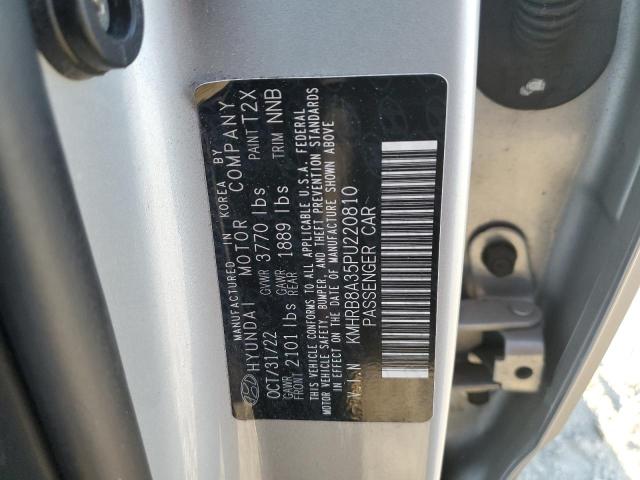 MANUFACTURED IN KOREA BY
HYUNDAI MOTOR COMPANY
OCT/31/22 GVWR 3770 lbs PAINT T2X
GAWR FRONT 2101 lbs GAWR REAR 1889 lbs TRIM NNB
THIS VEHICLE CONFORMS TO ALL APPLICABLE U.S.A. FEDERAL
MOTOR VEHICLE SAFETY, BUMPER, AND THEFT PREVENTION STANDARDS
IN EFFECT ON THE DATE OF MANUFACTURE SHOWN ABOVE
V.I.N KMHRB8A35PU220810
PASSENGER CAR